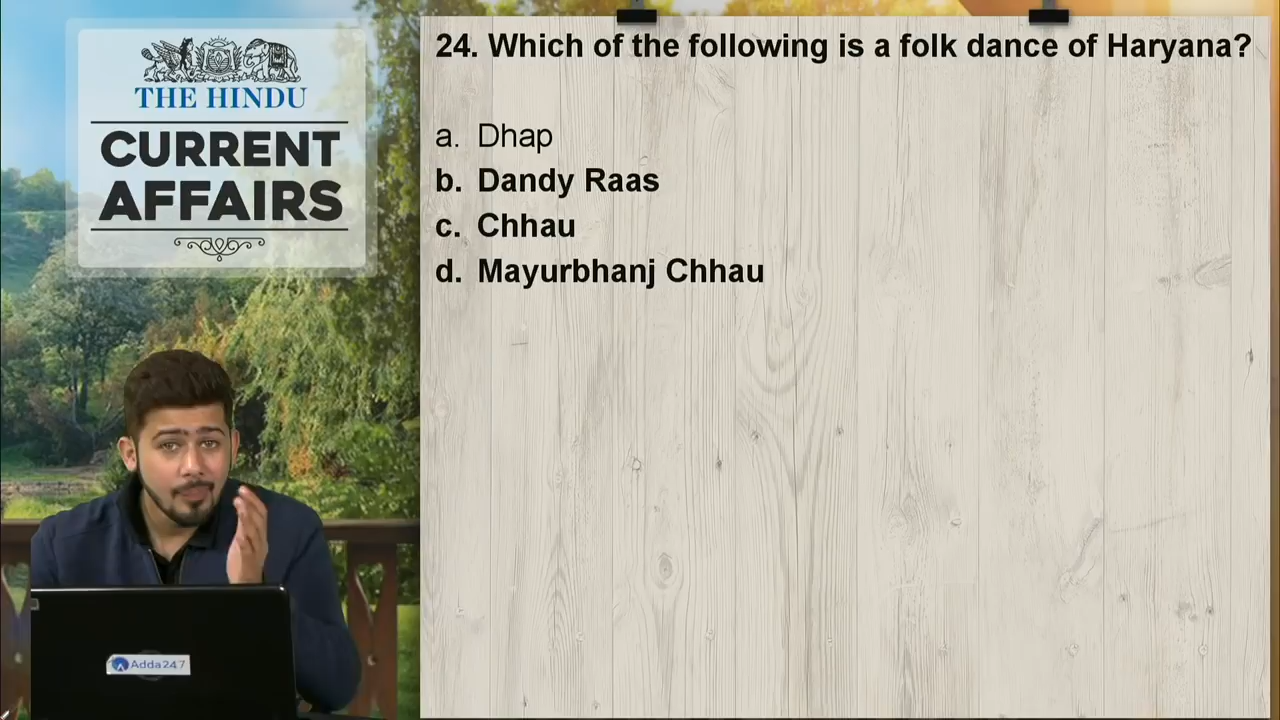 THE HINDU
CURRENT
AFFAIRS
24. Which of the following is a folk dance of Haryana?
a. Dhap
b. Dandy Raas
c. Chhau
d. Mayurbhanj Chhau
Adda247